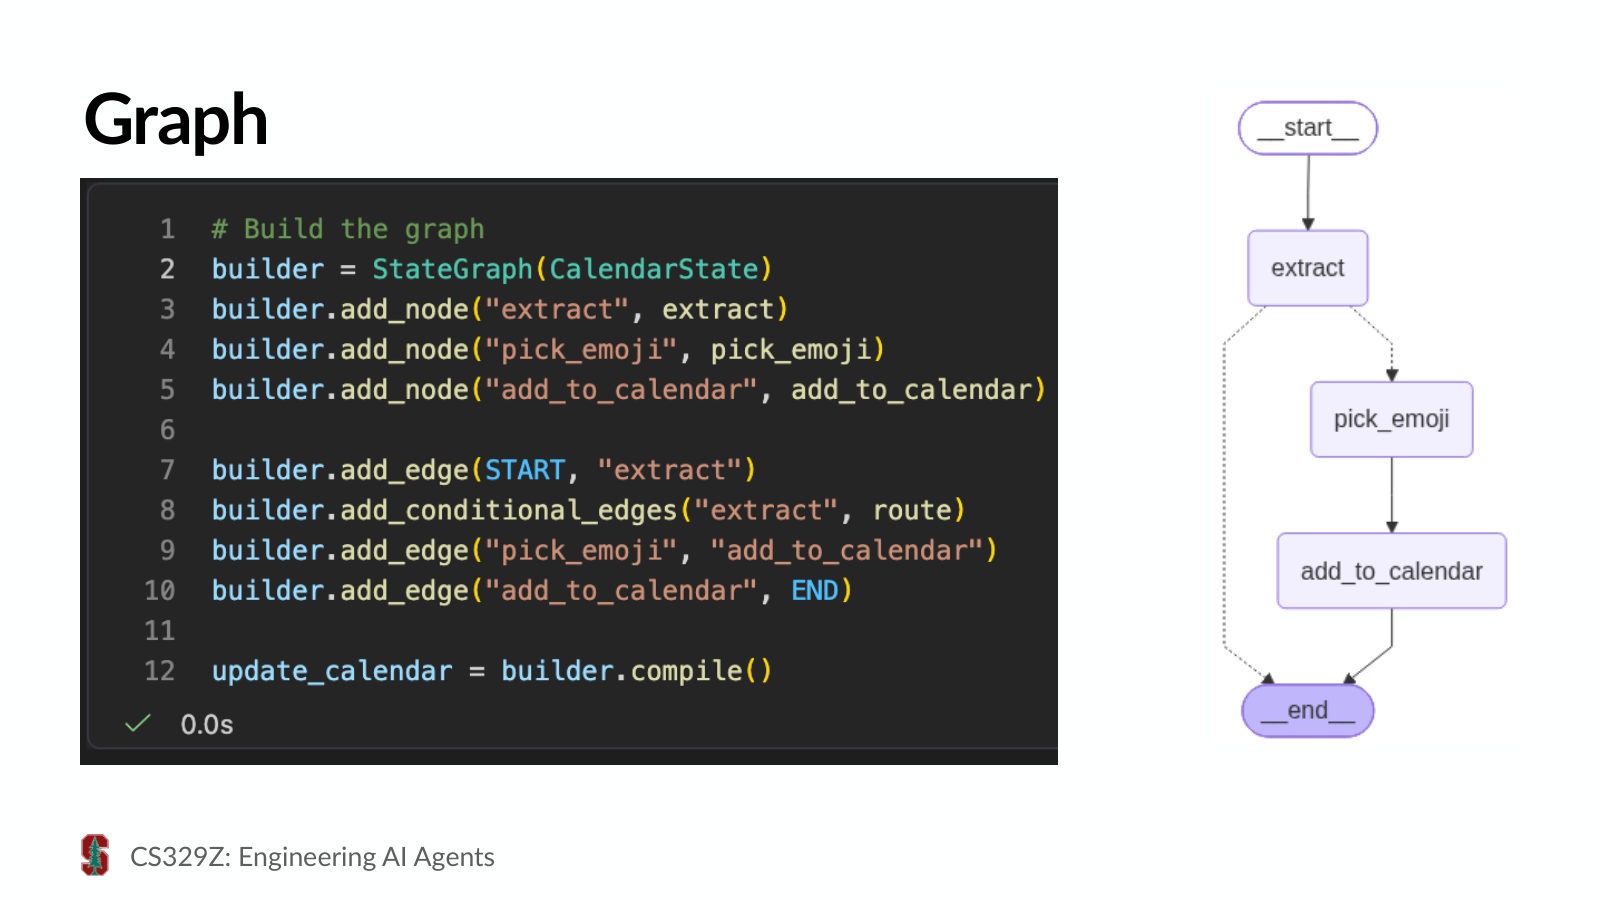 Graph
1 # Build the graph
2 builder = StateGraph(CalendarState)
3 builder.add_node("extract", extract)
4 builder.add_node("pick_emoji", pick_emoji)
5 builder.add_node("add_to_calendar", add_to_calendar)
6
7 builder.add_edge(START, "extract")
8 builder.add_conditional_edges("extract", route)
9 builder.add_edge("pick_emoji", "add_to_calendar")
10 builder.add_edge("add_to_calendar", END)
11
12 update_calendar = builder.compile()
0.0s
__start__
extract
pick_emoji
add_to_calendar
__end__
CS329Z: Engineering AI Agents